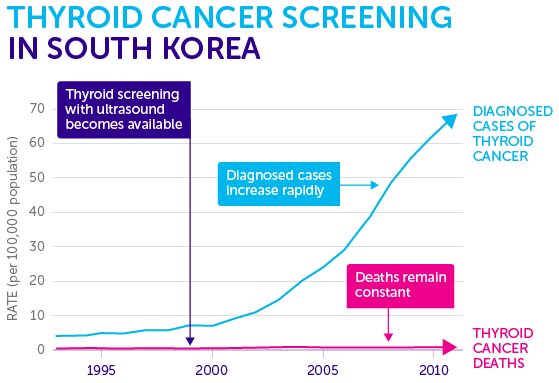 THYROID CANCER SCREENING
IN SOUTH KOREA
Thyroid screening
with ultrasound
becomes available
Diagnosed cases
increase rapidly
Deaths remain
constant
DIAGNOSED
CASES OF
THYROID
CANCER
THYROID
CANCER
DEATHS
RATE (per 100,000 population)
70
60
50
40
30
20
10
0
1995
2000
2005
2010